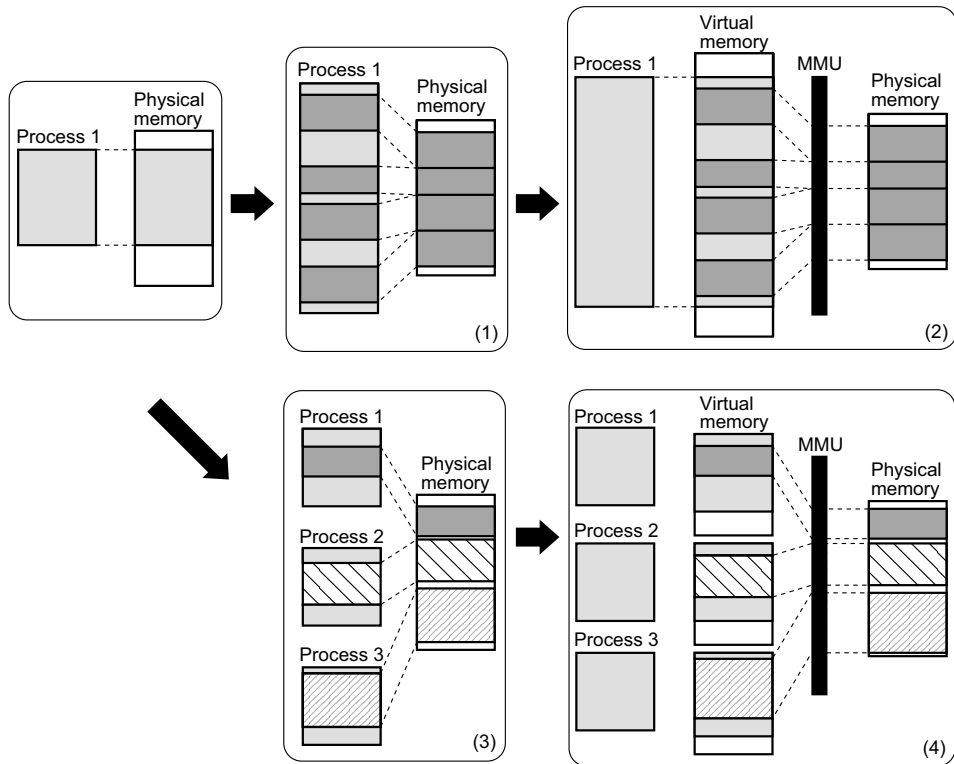 Physical
memory
Process 1
Process 1
Physical
memory
(1)
Virtual
memory
Process 1
MMU
Physical
memory
(2)
Process 1
Physical
memory
Process 2
Process 3
(3)
Process 1
Virtual
memory
MMU
Physical
memory
Process 2
Process 3
(4)